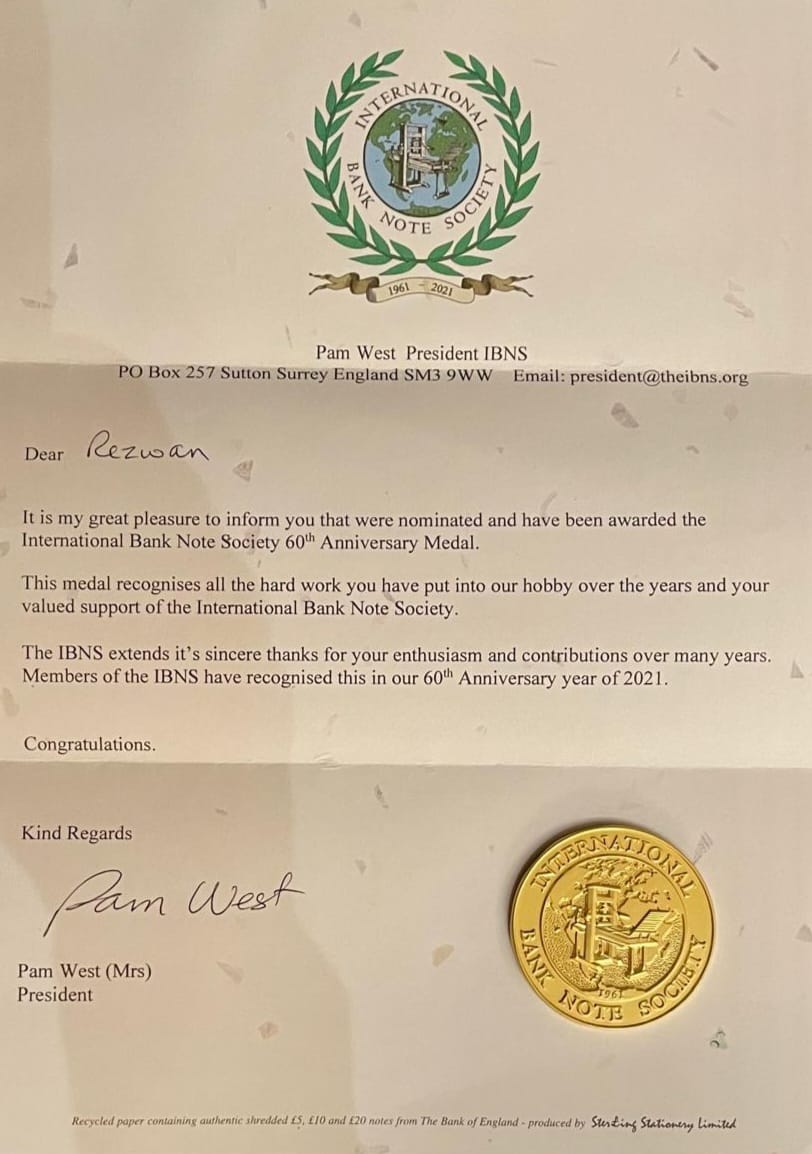 INTERNATIONAL
BANK NOTE SOCIETY
1961 - 2021
Pam West President IBNS
PO Box 257 Sutton Surrey England SM3 9WW Email: president@theibns.org
Dear Rezwan
It is my great pleasure to inform you that were nominated and have been awarded the
International Bank Note Society 60th Anniversary Medal.
This medal recognises all the hard work you have put into our hobby over the years and your
valued support of the International Bank Note Society.
The IBNS extends it's sincere thanks for your enthusiasm and contributions over many years.
Members of the IBNS have recognised this in our 60th Anniversary year of 2021.
Congratulations.
Kind Regards
Pam West
Pam West (Mrs)
President
INTERNATIONAL
BANK NOTE SOCIETY
1961
Recycled paper containing authentic shredded £5, £10 and £20 notes from The Bank of England - produced by Sterling Stationery Limited